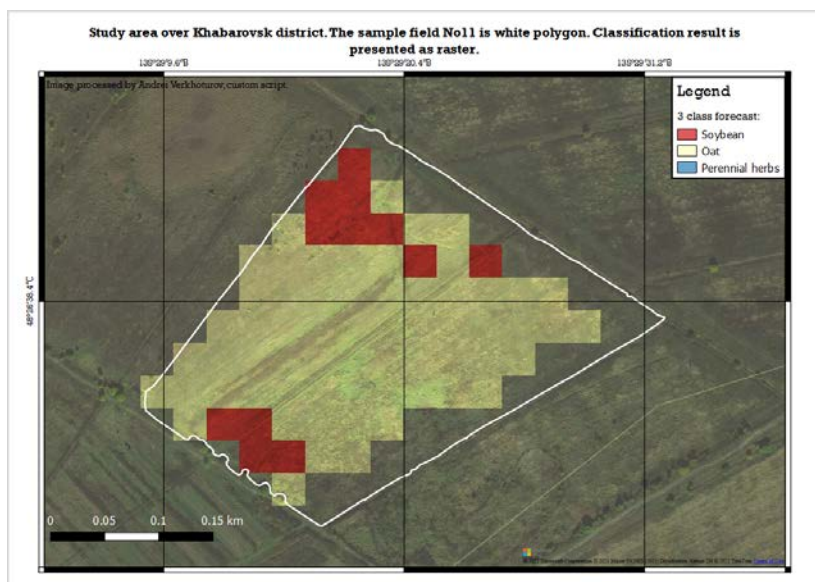 Study area over Khabarovsk district. The sample field No11 is white polygon. Classification result is
presented as raster.
Image processed by Andrei Verkhoturov, custom script.
Legend
3 class forecast:
Soybean
Oat
Perennial herbs
0 0.05 0.1 0.15 km